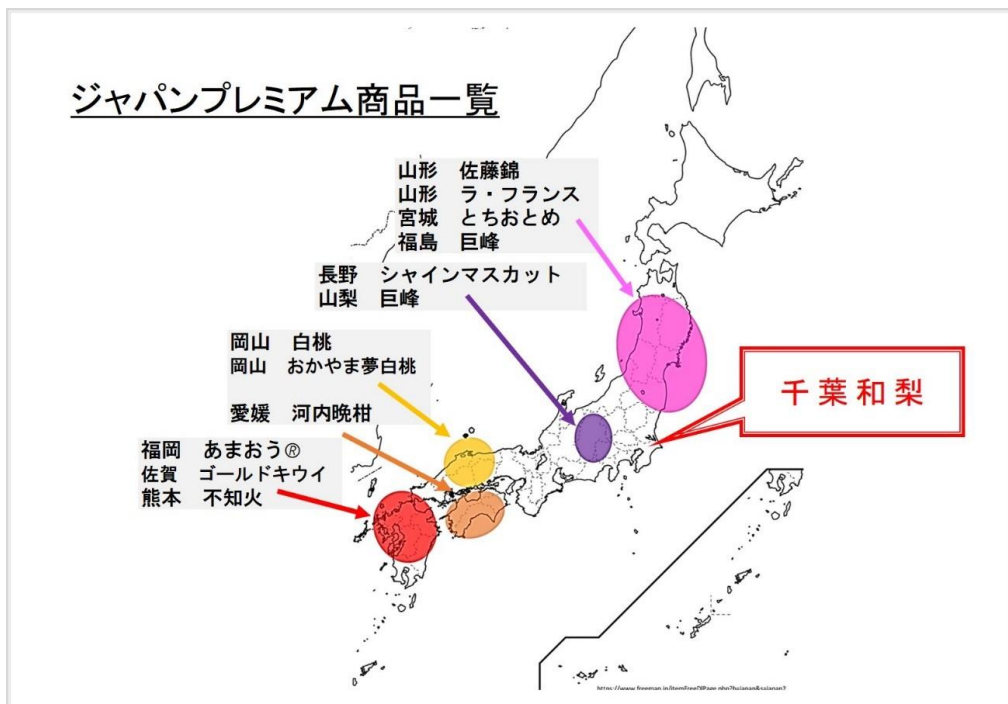 ジャパンプレミアム商品一覧
山形 佐藤錦
山形 ラ・フランス
宮城 とちおとめ
福島 巨峰
長野 シャインマスカット
山梨 巨峰
岡山 白桃
岡山 おかやま夢白桃
愛媛 河内晩柑
福岡 あまおう®
佐賀 ゴールドキウイ
熊本 不知火
千葉和梨